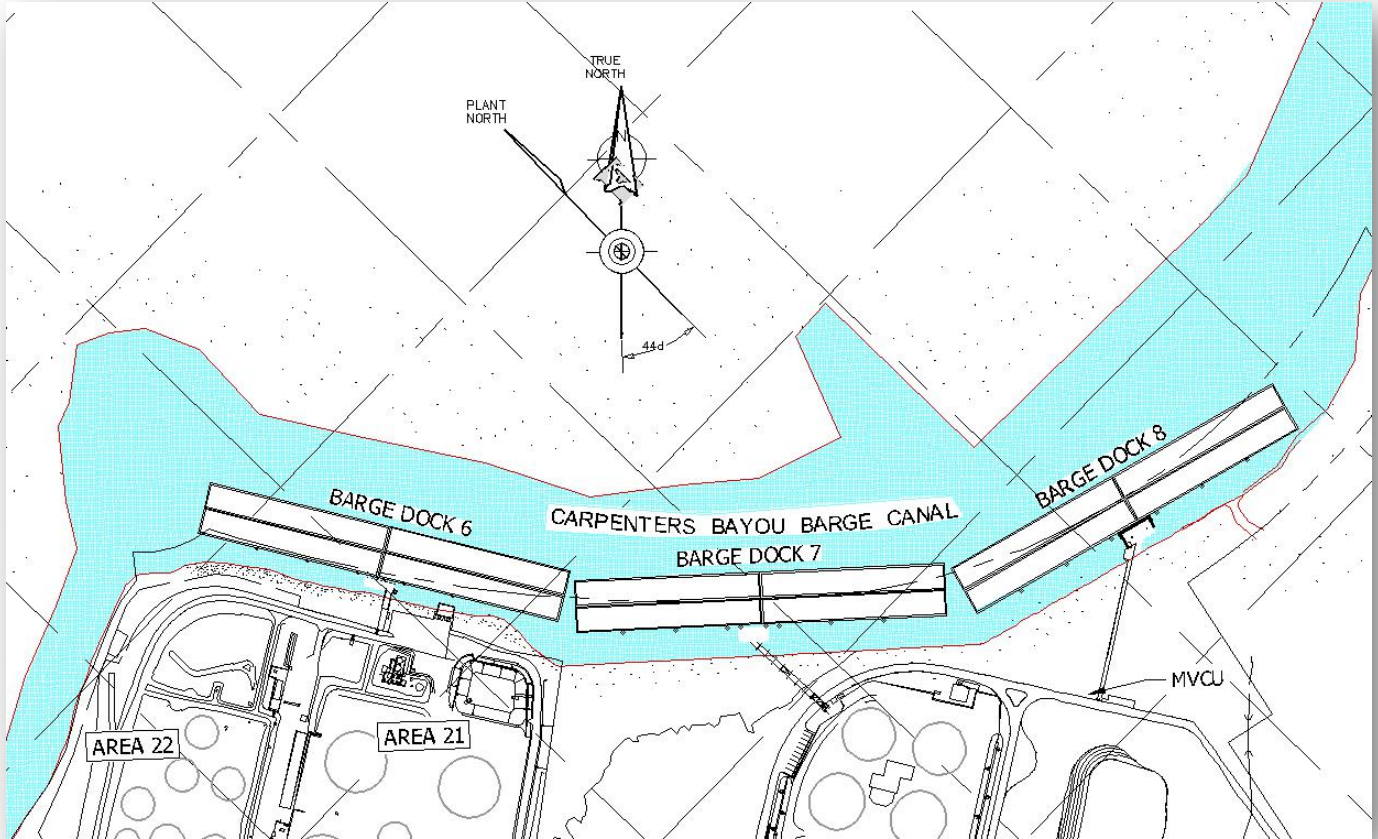 TRUE
NORTH
PLANT
NORTH
44d
BARGE DOCK 6
CARPENTERS BAYOU BARGE CANAL
BARGE DOCK 7
BARGE DOCK 8
MVCU
AREA 22
AREA 21